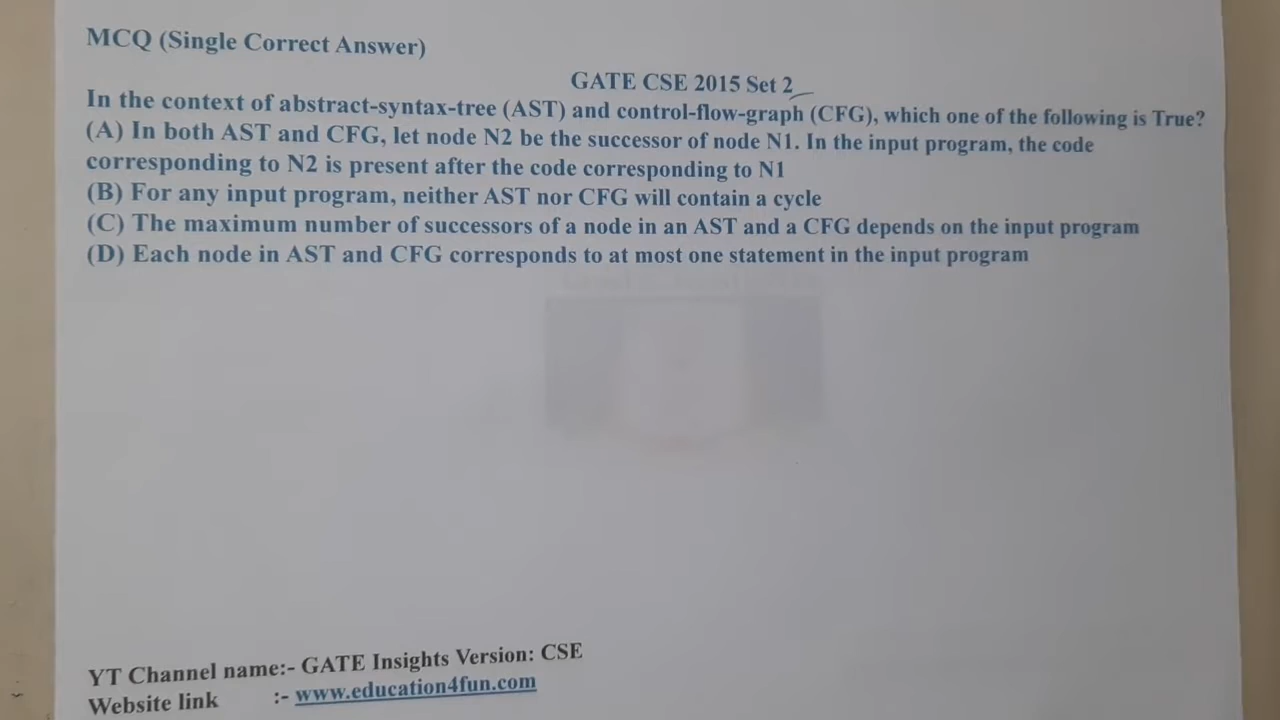 MCQ (Single Correct Answer)
GATE CSE 2015 Set 2
In the context of abstract-syntax-tree (AST) and control-flow-graph (CFG), which one of the following is True?
(A) In both AST and CFG, let node N2 be the successor of node N1. In the input program, the code
corresponding to N2 is present after the code corresponding to N1
(B) For any input program, neither AST nor CFG will contain a cycle
(C) The maximum number of successors of a node in an AST and a CFG depends on the input program
(D) Each node in AST and CFG corresponds to at most one statement in the input program
YT Channel name:- GATE Insights Version: CSE
Website link :- www.education4fun.com